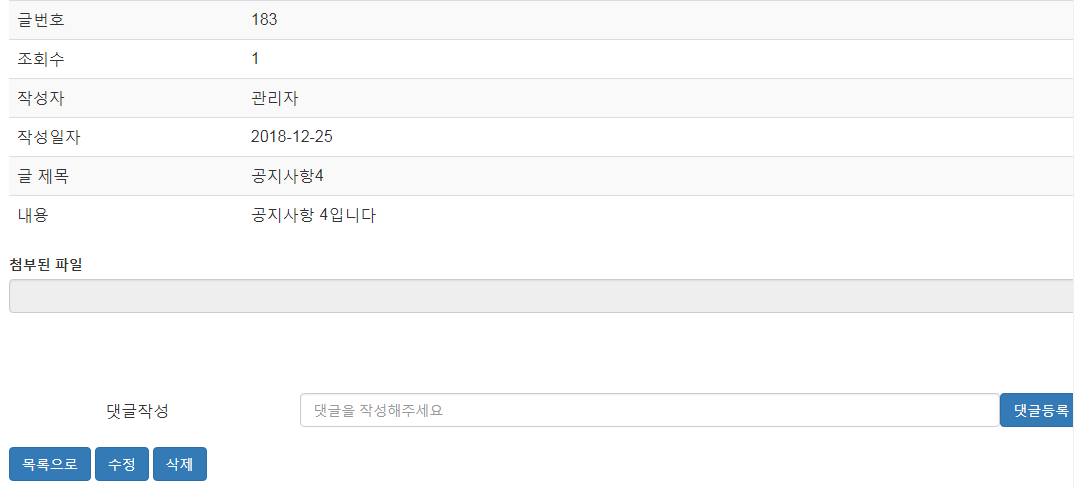 글번호 183
조회수 1
작성자 관리자
작성일자 2018-12-25
글 제목 공지사항4
내용 공지사항 4입니다
첨부된 파일
댓글작성 댓글을 작성해주세요 댓글등록
목록으로 수정 삭제